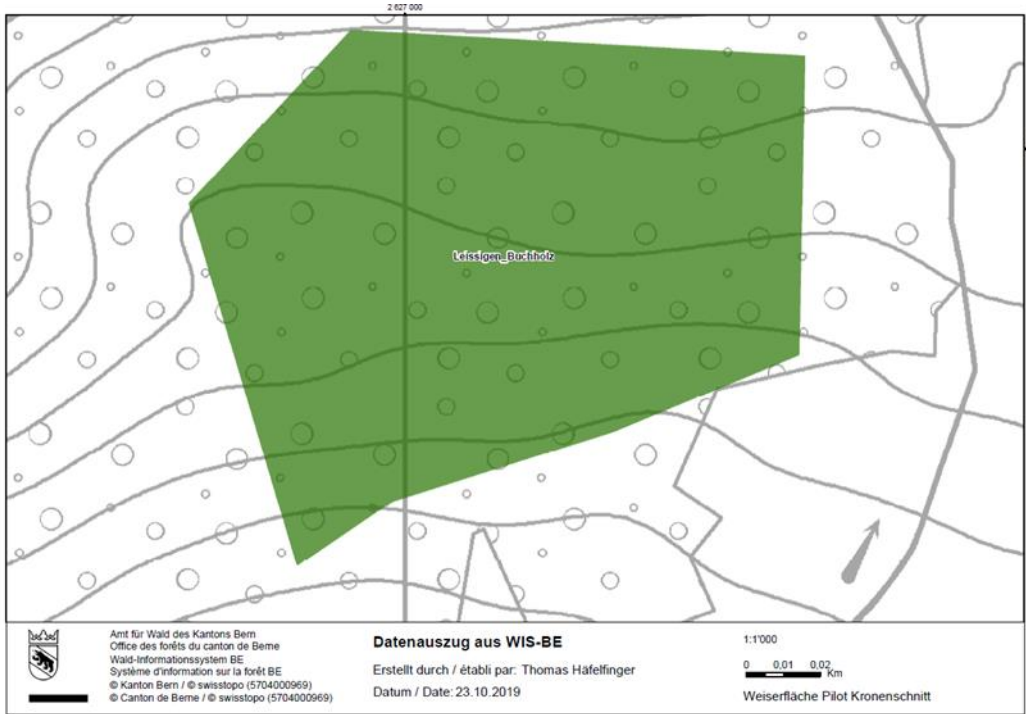 2 627 000
Leissigen_Buchholz
Amt für Wald des Kantons Bern
Office des forêts du canton de Berne
Wald-Informationssystem BE
Système d'information sur la forêt BE
© Kanton Bern / © swisstopo (5704000969)
© Canton de Berne / © swisstopo (5704000969)
Datenauszug aus WIS-BE
Erstellt durch / établi par: Thomas Häfelfinger
Datum / Date: 23.10.2019
1:1'000
0 0,01 0,02
Km
Weiserfläche Pilot Kronenschnitt